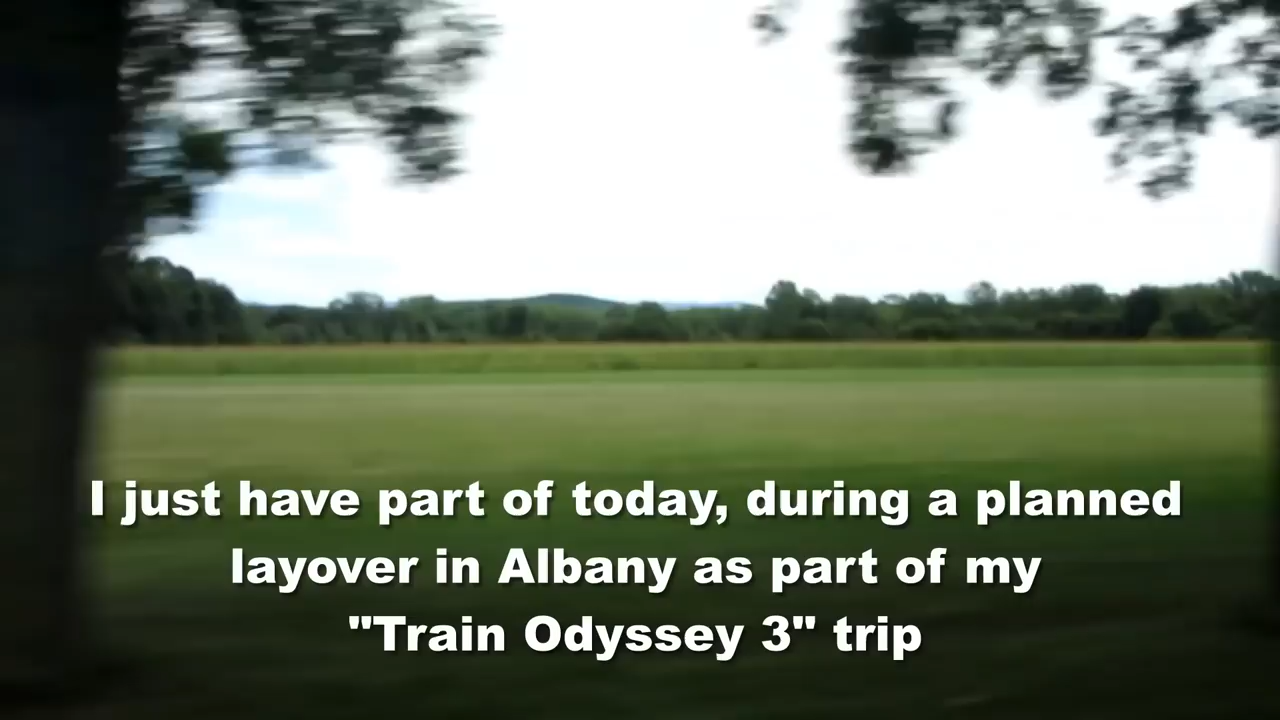 I just have part of today, during a planned
layover in Albany as part of my
"Train Odyssey 3" trip